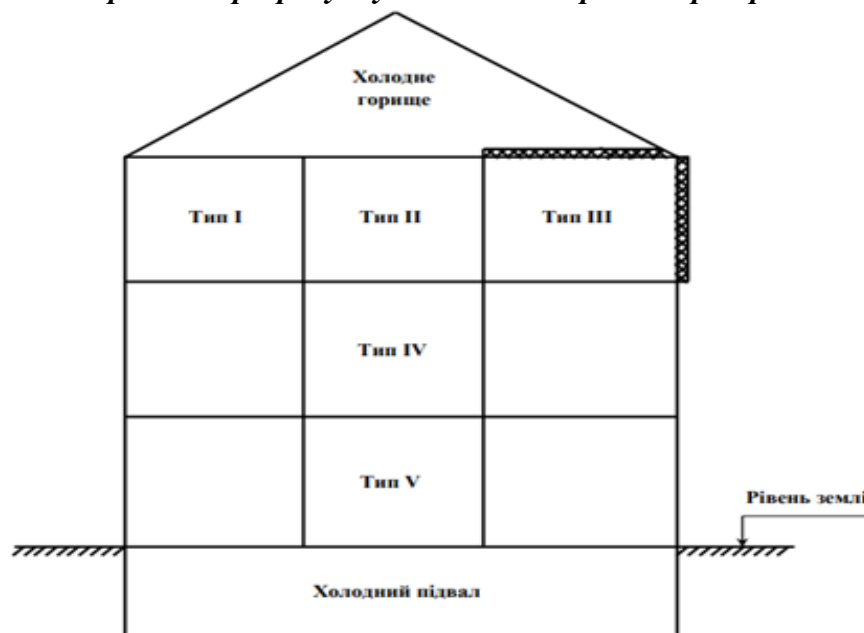 Холодне
горище
Тип I
Тип II
Тип III
Тип IV
Тип V
Рівень землі
Холодний підвал